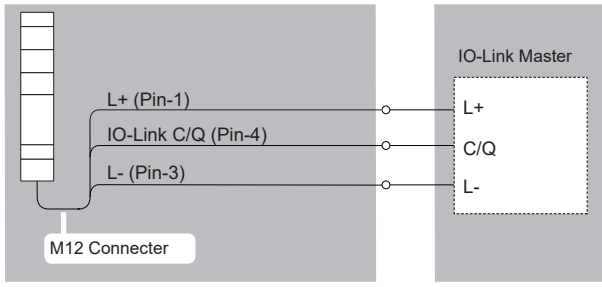 IO-Link Master
L+ (Pin-1)
L+
IO-Link C/Q (Pin-4)
C/Q
L- (Pin-3)
L-
M12 Connecter